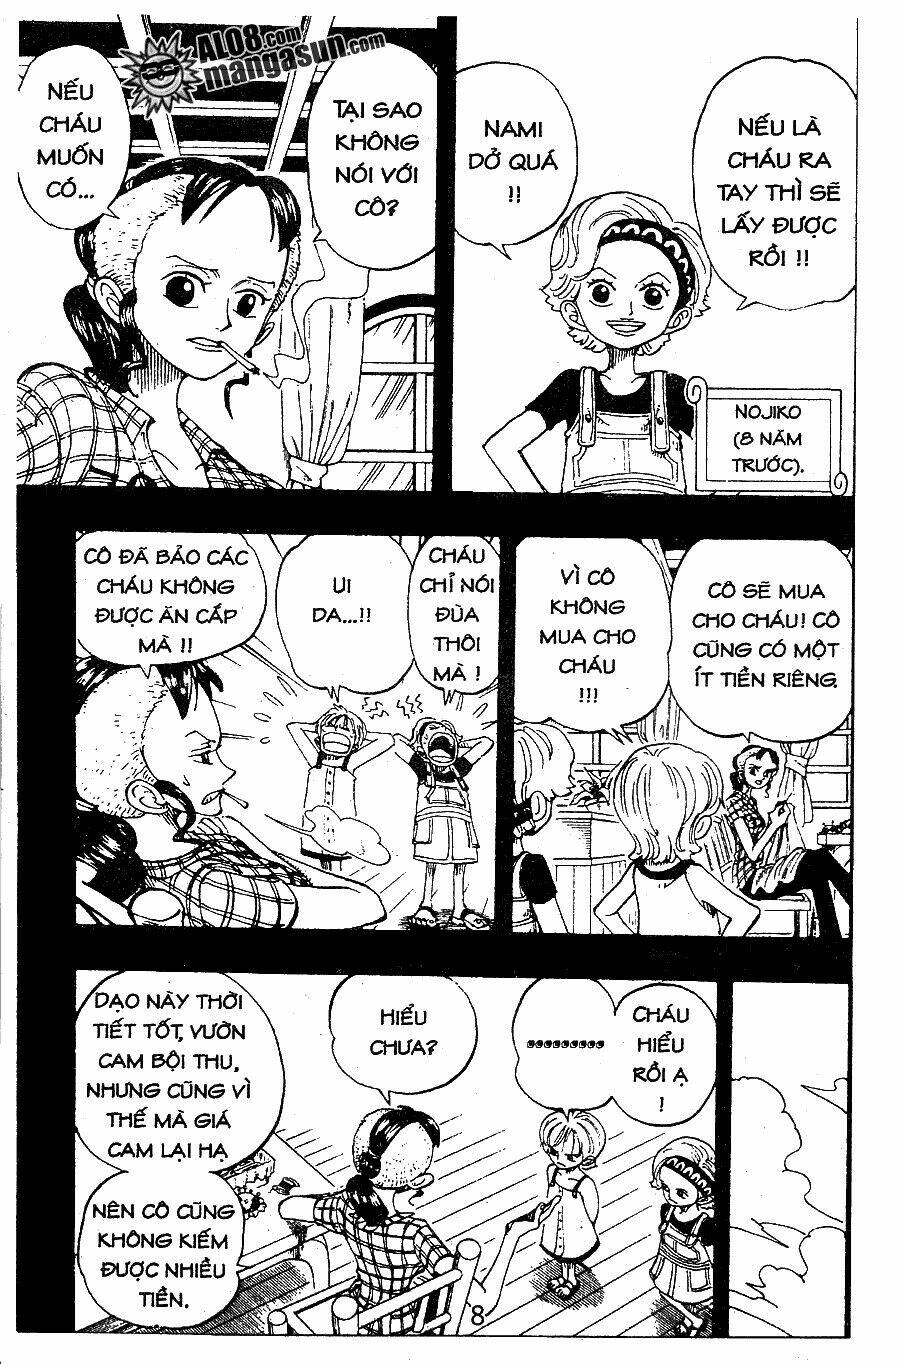 AL08.com
mangasun.com
NẾU LÀ
CHÁU RA
TAY THÌ SẼ
LẤY ĐƯỢC
RỒI !!
NAMI
DỞ QUÁ
!!
NOJIKO
(8 NĂM
TRƯỚC).
TẠI SAO
KHÔNG
NÓI VỚI
CÔ?
NẾU
CHÁU
MUỐN
CÓ...
CÔ SẼ MUA
CHO CHÁU! CÔ
CŨNG CÓ MỘT
ÍT TIỀN RIÊNG.
VÌ CÔ
KHÔNG
MUA CHO
CHÁU
!!!
CHÁU
CHỈ NÓI
ĐÙA
THÔI
MÀ !
UI
DA...!!
CÔ ĐÃ BẢO CÁC
CHÁU KHÔNG
ĐƯỢC ĂN CẮP
MÀ !!
CHÁU
HIỂU
RỒI Ạ
!
.........
HIỂU
CHƯA?
DẠO NÀY THỜI
TIẾT TỐT, VƯỜN
CAM BỘI THU,
NHƯNG CŨNG VÌ
THẾ MÀ GIÁ
CAM LẠI HẠ
NÊN CÔ CŨNG
KHÔNG KIẾM
ĐƯỢC NHIỀU
TIỀN.
8